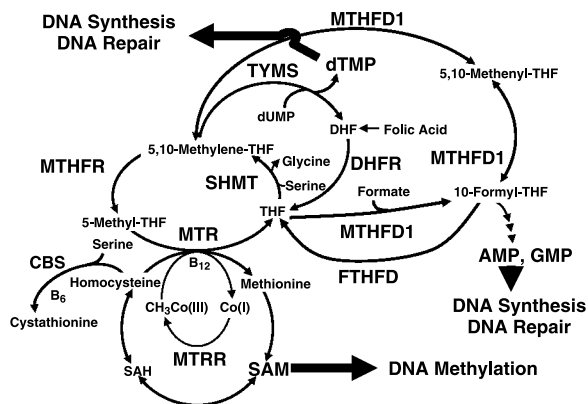 DNA Synthesis
DNA Repair
MTHFD1
dTMP
TYMS
5,10-Methenyl-THF
dUMP
DHF
Folic Acid
5,10-Methylene-THF
MTHFR
Glycine
DHFR
MTHFD1
SHMT
Serine
Formate
10-Formyl-THF
5-Methyl-THF
THF
MTHFD1
Serine
MTR
CBS
B12
FTHFD
AMP, GMP
B6
Homocysteine
Methionine
Cystathionine
CH3Co(III)
Co(I)
DNA Synthesis
DNA Repair
MTRR
SAH
SAM
DNA Methylation